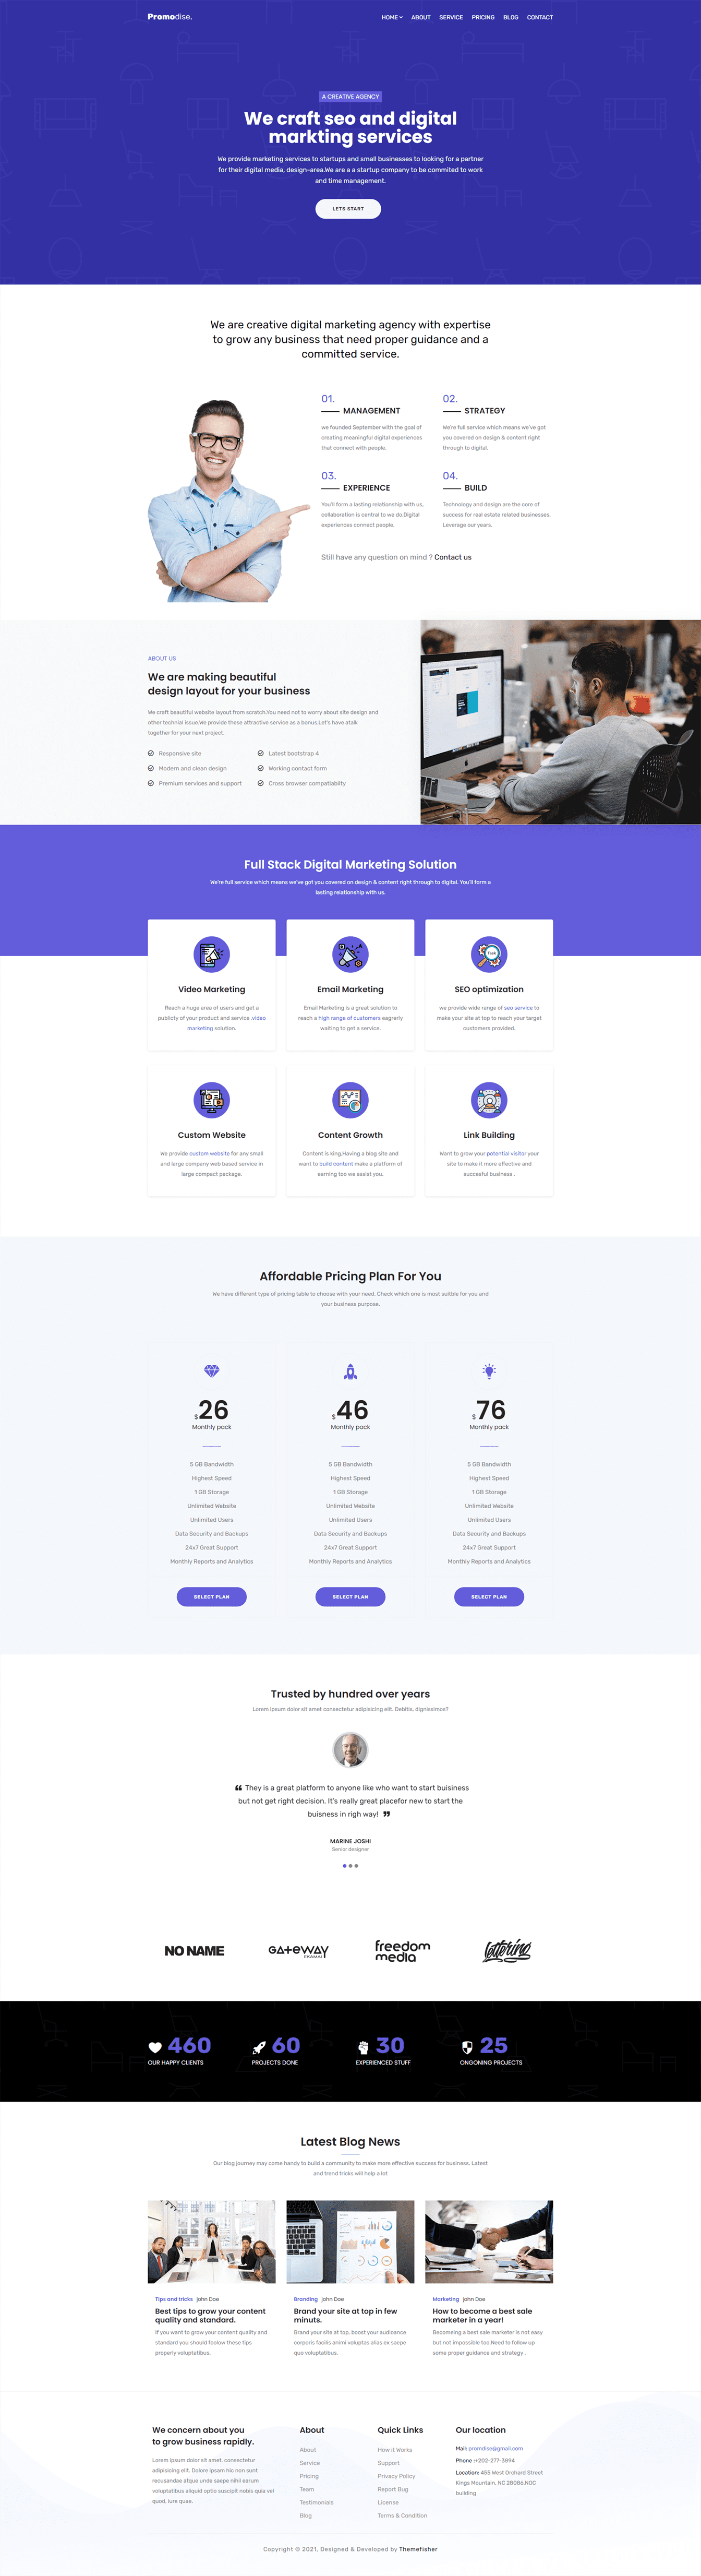 Promodise.
HOME ABOUT SERVICE PRICING BLOG CONTACT
A CREATIVE AGENCY
We craft seo and digital
markting services
We provide marketing services to startups and small businesses to looking for a partner
for their digital media, design-area.We are a a startup company to be commited to work
and time management.
LETS START
We are creative digital marketing agency with expertise
to grow any business that need proper guidance and a
committed service.
01.
MANAGEMENT
we founded September with the goal of
creating meaningful digital experiences
that connect with people.
02.
STRATEGY
We're full service which means we've got
you covered on design & content right
through to digital.
03.
EXPERIENCE
You'll form a lasting relationship with us,
collaboration is central to we do.Digital
experiences connect people.
04.
BUILD
Technology and design are the core of
success for real estate related businesses.
Leverage our years.
Still have any question on mind ? Contact us
ABOUT US
We are making beautiful
design layout for your business
We craft beautiful website layout from scratch.You need not to worry about site design and
other technial issue.We provide these attractive service as a bonus.Let's have atalk
together for your next project.
Responsive site
Modern and clean design
Premium services and support
Latest bootstrap 4
Working contact form
Cross browser compatiabilty
Full Stack Digital Marketing Solution
We're full service which means we've got you covered on design & content right through to digital. You'll form a
lasting relationship with us.
Video Marketing
Reach a huge area of users and get a
publicity of your product and service .video
marketing solution.
Email Marketing
Email Marketing is a great solution to
reach a high range of customers eagrerly
waiting to get a service.
SEO optimization
we provide wide range of seo service to
make your site at top to reach your target
customers provided.
Custom Website
We provide custom website for any small
and large company web based service in
large compact package.
Content Growth
Content is king.Having a blog site and
want to build content make a platform of
earning too we assist you.
Link Building
Want to grow your potential visitor your
site to make it more effective and
succesful business .
Affordable Pricing Plan For You
We have different type of pricing table to choose with your need. Check which one is most suitble for you and
your business purpose.
$26
Monthly pack
5 GB Bandwidth
Highest Speed
1 GB Storage
Unlimited Website
Unlimited Users
Data Security and Backups
24x7 Great Support
Monthly Reports and Analytics
SELECT PLAN
$46
Monthly pack
5 GB Bandwidth
Highest Speed
1 GB Storage
Unlimited Website
Unlimited Users
Data Security and Backups
24x7 Great Support
Monthly Reports and Analytics
SELECT PLAN
$76
Monthly pack
5 GB Bandwidth
Highest Speed
1 GB Storage
Unlimited Website
Unlimited Users
Data Security and Backups
24x7 Great Support
Monthly Reports and Analytics
SELECT PLAN
Trusted by hundred over years
Lorem ipsum dolor sit amet consectetur adipisicing elit. Debitis, dignissimos?
❝ They is a great platform to anyone like who want to start buisiness
but not get right decision. It's really great placefor new to start the
buisness in righ way! ❞
MARINE JOSHI
Senior designer
NO NAME
GATEWAY
freedom
media
lettering
460
OUR HAPPY CLIENTS
60
PROJECTS DONE
30
EXPERIENCED STUFF
25
ONGONING PROJECTS
Latest Blog News
Our blog journey may come handy to build a community to make more effective success for business. Latest
and trend tricks will help a lot
Tips and tricks john Doe
Best tips to grow your content
quality and standard.
If you want to grow your content quality and
standard you should foolow these tips
properly voluptatibus.
Branding john Doe
Brand your site at top in few
minuts.
Brand your site at top, boost your audioance
corporis facilis animi voluptas alias ex saepe
quo voluptatibus.
Marketing john Doe
How to become a best sale
marketer in a year!
Becomeing a best sale marketer is not easy
but not impossible too.Need to follow up
some proper guidance and strategy .
We concern about you
to grow business rapidly.
Lorem ipsum dolor sit amet, consectetur
adipisicing elit. Dolore ipsam hic non sunt
recusandae atque unde saepe nihil earum
voluptatibus aliquid optio suscipit nobis quia vel
quod, iure quae.
About
About
Service
Pricing
Team
Testimonials
Blog
Quick Links
How it Works
Support
Privacy Policy
Report Bug
License
Terms & Condition
Our location
Mail: promdise@gmail.com
Phone :+202-277-3894
Location: 455 West Orchard Street
Kings Mountain, NC 28086,NOC
building
Copyright © 2021, Designed & Developed by Themefisher